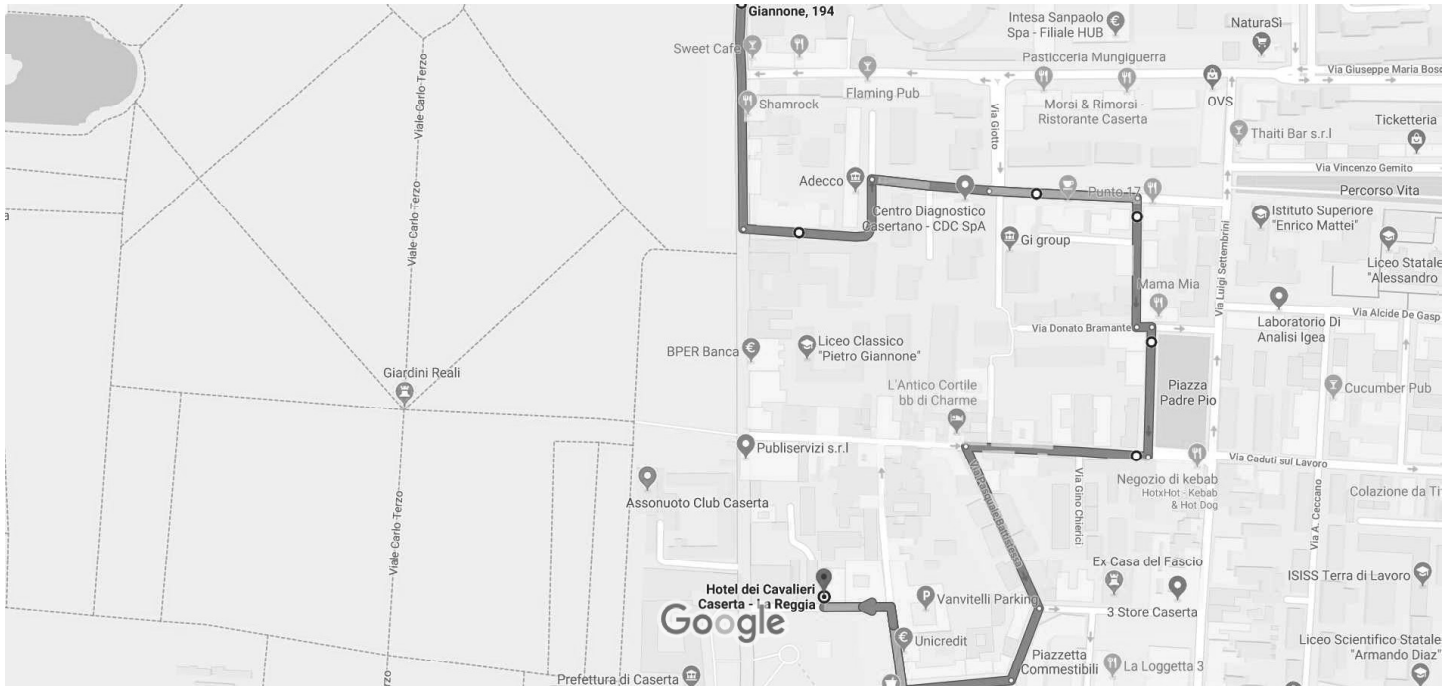 Giannone, 194
Intesa Sanpaolo
Spa - Filiale HUB
NaturaSì
Sweet Cafè
Pasticceria Mungiguerra
Via Giuseppe Maria Bosc
Flaming Pub
Shamrock
Morsi & Rimorsi -
Ristorante Caserta
OVS
Via Giotto
Thaiti Bar s.r.l
Ticketteria
Via Vincenzo Gemito
Viale Carlo Terzo
Adecco
Punto 17
Percorso Vita
Centro Diagnostico
Casertano - CDC SpA
Istituto Superiore
"Enrico Mattei"
Gi group
Viale Carlo Terzo
Via Luigi Settembrini
Liceo Statale
"Alessandro
Mama Mia
Via Donato Bramante
Laboratorio Di
Analisi Igea
Via Alcide De Gasp
BPER Banca
Liceo Classico
"Pietro Giannone"
Giardini Reali
L'Antico Cortile
bb di Charme
Piazza
Padre Pio
Cucumber Pub
Publiservizi s.r.l
Via Caduti sul Lavoro
Negozio di kebab
HotxHot - Kebab
& Hot Dog
Assonuoto Club Caserta
Via Pasquale Battistessa
Via Gino Chierici
Via A. Ceccano
Colazione da Ti
Viale Carlo Terzo
Ex Casa del Fascio
ISISS Terra di Lavoro
Hotel dei Cavalieri
Caserta - La Reggia
Vanvitelli Parking
3 Store Caserta
Google
Unicredit
Liceo Scientifico Statale
"Armando Diaz"
Piazzetta
Commestibili
La Loggetta 3
Prefettura di Caserta